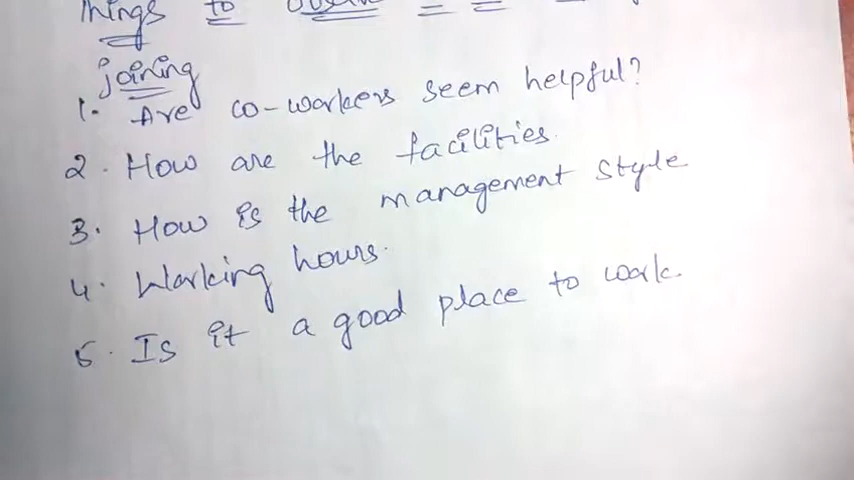 Things to observe
joining
1. Are co-workers seem helpful?
2. How are the facilities.
3. How is the management style
4. Working hours.
5. Is it a good place to work.